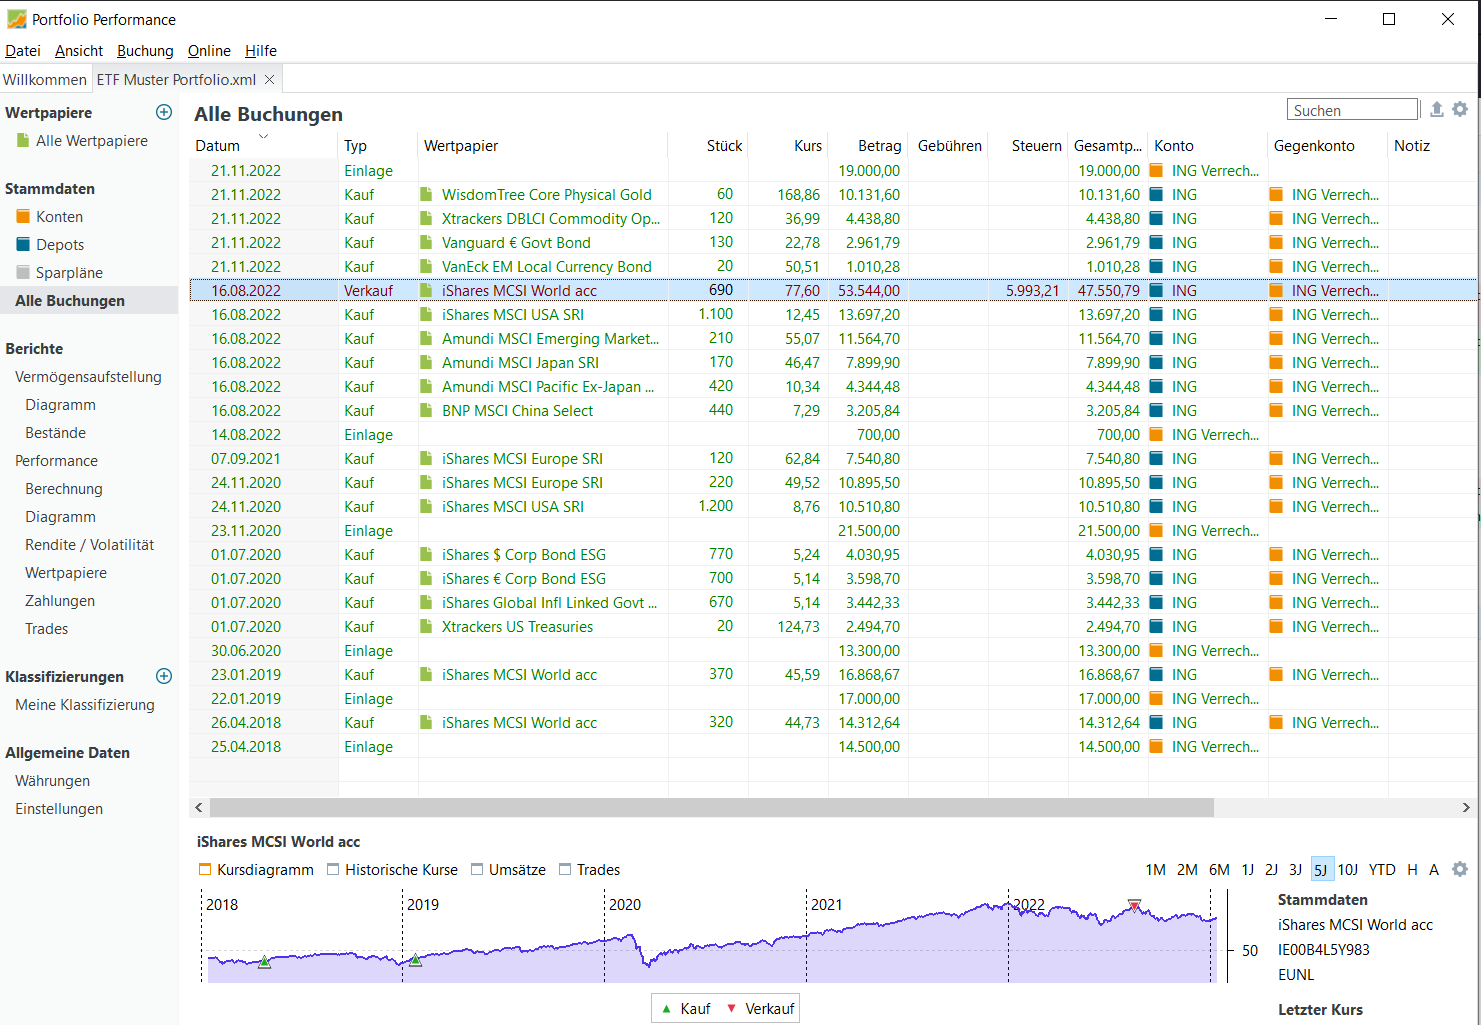 Portfolio Performance
Datei Ansicht Buchung Online Hilfe
Willkommen ETF Muster Portfolio.xml
Wertpapiere
Alle Wertpapiere
Stammdaten
Konten
Depots
Sparpläne
Alle Buchungen
Berichte
Vermögensaufstellung
Diagramm
Bestände
Performance
Berechnung
Diagramm
Rendite / Volatilität
Wertpapiere
Zahlungen
Trades
Klassifizierungen
Meine Klassifizierung
Allgemeine Daten
Währungen
Einstellungen
Alle Buchungen
Suchen
Datum Typ Wertpapier Stück Kurs Betrag Gebühren Steuern Gesamtp... Konto Gegenkonto Notiz
21.11.2022 Einlage 19.000,00 19.000,00 ING Verrech...
21.11.2022 Kauf WisdomTree Core Physical Gold 60 168,86 10.131,60 10.131,60 ING ING Verrech...
21.11.2022 Kauf Xtrackers DBLCI Commodity Op... 120 36,99 4.438,80 4.438,80 ING ING Verrech...
21.11.2022 Kauf Vanguard € Govt Bond 130 22,78 2.961,79 2.961,79 ING ING Verrech...
21.11.2022 Kauf VanEck EM Local Currency Bond 20 50,51 1.010,28 1.010,28 ING ING Verrech...
16.08.2022 Verkauf iShares MCSI World acc 690 77,60 53.544,00 5.993,21 47.550,79 ING ING Verrech...
16.08.2022 Kauf iShares MSCI USA SRI 1.100 12,45 13.697,20 13.697,20 ING ING Verrech...
16.08.2022 Kauf Amundi MSCI Emerging Market... 210 55,07 11.564,70 11.564,70 ING ING Verrech...
16.08.2022 Kauf Amundi MSCI Japan SRI 170 46,47 7.899,90 7.899,90 ING ING Verrech...
16.08.2022 Kauf Amundi MSCI Pacific Ex-Japan ... 420 10,34 4.344,48 4.344,48 ING ING Verrech...
16.08.2022 Kauf BNP MSCI China Select 440 7,29 3.205,84 3.205,84 ING ING Verrech...
14.08.2022 Einlage 700,00 700,00 ING Verrech...
07.09.2021 Kauf iShares MCSI Europe SRI 120 62,84 7.540,80 7.540,80 ING ING Verrech...
24.11.2020 Kauf iShares MCSI Europe SRI 220 49,52 10.895,50 10.895,50 ING ING Verrech...
24.11.2020 Kauf iShares MSCI USA SRI 1.200 8,76 10.510,80 10.510,80 ING ING Verrech...
23.11.2020 Einlage 21.500,00 21.500,00 ING Verrech...
01.07.2020 Kauf iShares $ Corp Bond ESG 770 5,24 4.030,95 4.030,95 ING ING Verrech...
01.07.2020 Kauf iShares € Corp Bond ESG 700 5,14 3.598,70 3.598,70 ING ING Verrech...
01.07.2020 Kauf iShares Global Infl Linked Govt ... 670 5,14 3.442,33 3.442,33 ING ING Verrech...
01.07.2020 Kauf Xtrackers US Treasuries 20 124,73 2.494,70 2.494,70 ING ING Verrech...
30.06.2020 Einlage 13.300,00 13.300,00 ING Verrech...
23.01.2019 Kauf iShares MCSI World acc 370 45,59 16.868,67 16.868,67 ING ING Verrech...
22.01.2019 Einlage 17.000,00 17.000,00 ING Verrech...
26.04.2018 Kauf iShares MCSI World acc 320 44,73 14.312,64 14.312,64 ING ING Verrech...
25.04.2018 Einlage 14.500,00 14.500,00 ING Verrech...
iShares MCSI World acc
Kursdiagramm Historische Kurse Umsätze Trades
1M 2M 6M 1J 2J 3J 5J 10J YTD H A
2018 2019 2020 2021 2022
50
Kauf Verkauf
Stammdaten
iShares MCSI World acc
IE00B4L5Y983
EUNL
Letzter Kurs